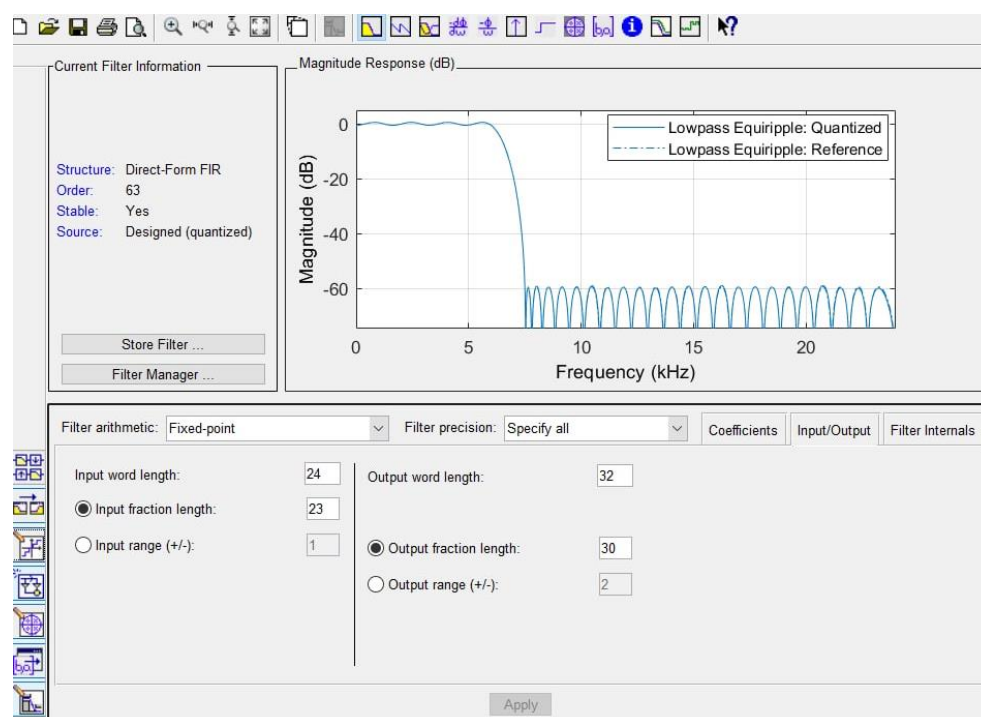 Current Filter Information
Structure: Direct-Form FIR
Order: 63
Stable: Yes
Source: Designed (quantized)
Store Filter ...
Filter Manager ...
Magnitude Response (dB)
Magnitude (dB)
0
-20
-40
-60
Lowpass Equiripple: Quantized
Lowpass Equiripple: Reference
0 5 10 15 20
Frequency (kHz)
Filter arithmetic: Fixed-point Filter precision: Specify all Coefficients Input/Output Filter Internals
Input word length: 24
Input fraction length: 23
Input range (+/-): 1
Output word length: 32
Output fraction length: 30
Output range (+/-): 2
Apply